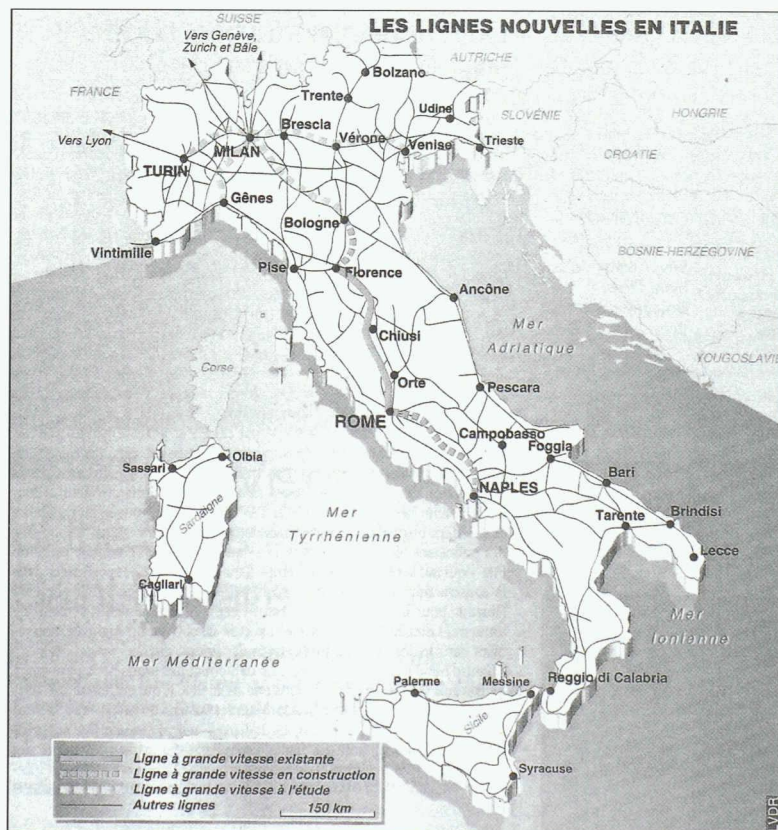 LES LIGNES NOUVELLES EN ITALIE
SUISSE
Vers Genève,
Zurich et Bâle
AUTRICHE
Bolzano
FRANCE
Trente
Udine
SLOVÉNIE
HONGRIE
Brescia
Vers Lyon
MILAN
Vérone
Venise
Trieste
CROATIE
TURIN
Gênes
Bologne
Vintimille
BOSNIE-HERZÉGOVINE
Pise
Florence
Ancône
Mer
Adriatique
Chiusi
YOUGOSLAVIE
Corse
Orte
Pescara
ROME
Campobasso
Foggia
Olbia
Sassari
Bari
NAPLES
Sardaigne
Mer
Tyrrhénienne
Tarente
Brindisi
Lecce
Cagliari
Mer
Ionienne
Mer Méditerranée
Palerme
Messine
Reggio di Calabria
Sicile
Syracuse
Ligne à grande vitesse existante
Ligne à grande vitesse en construction
Ligne à grande vitesse à l'étude
Autres lignes
150 km
VDR